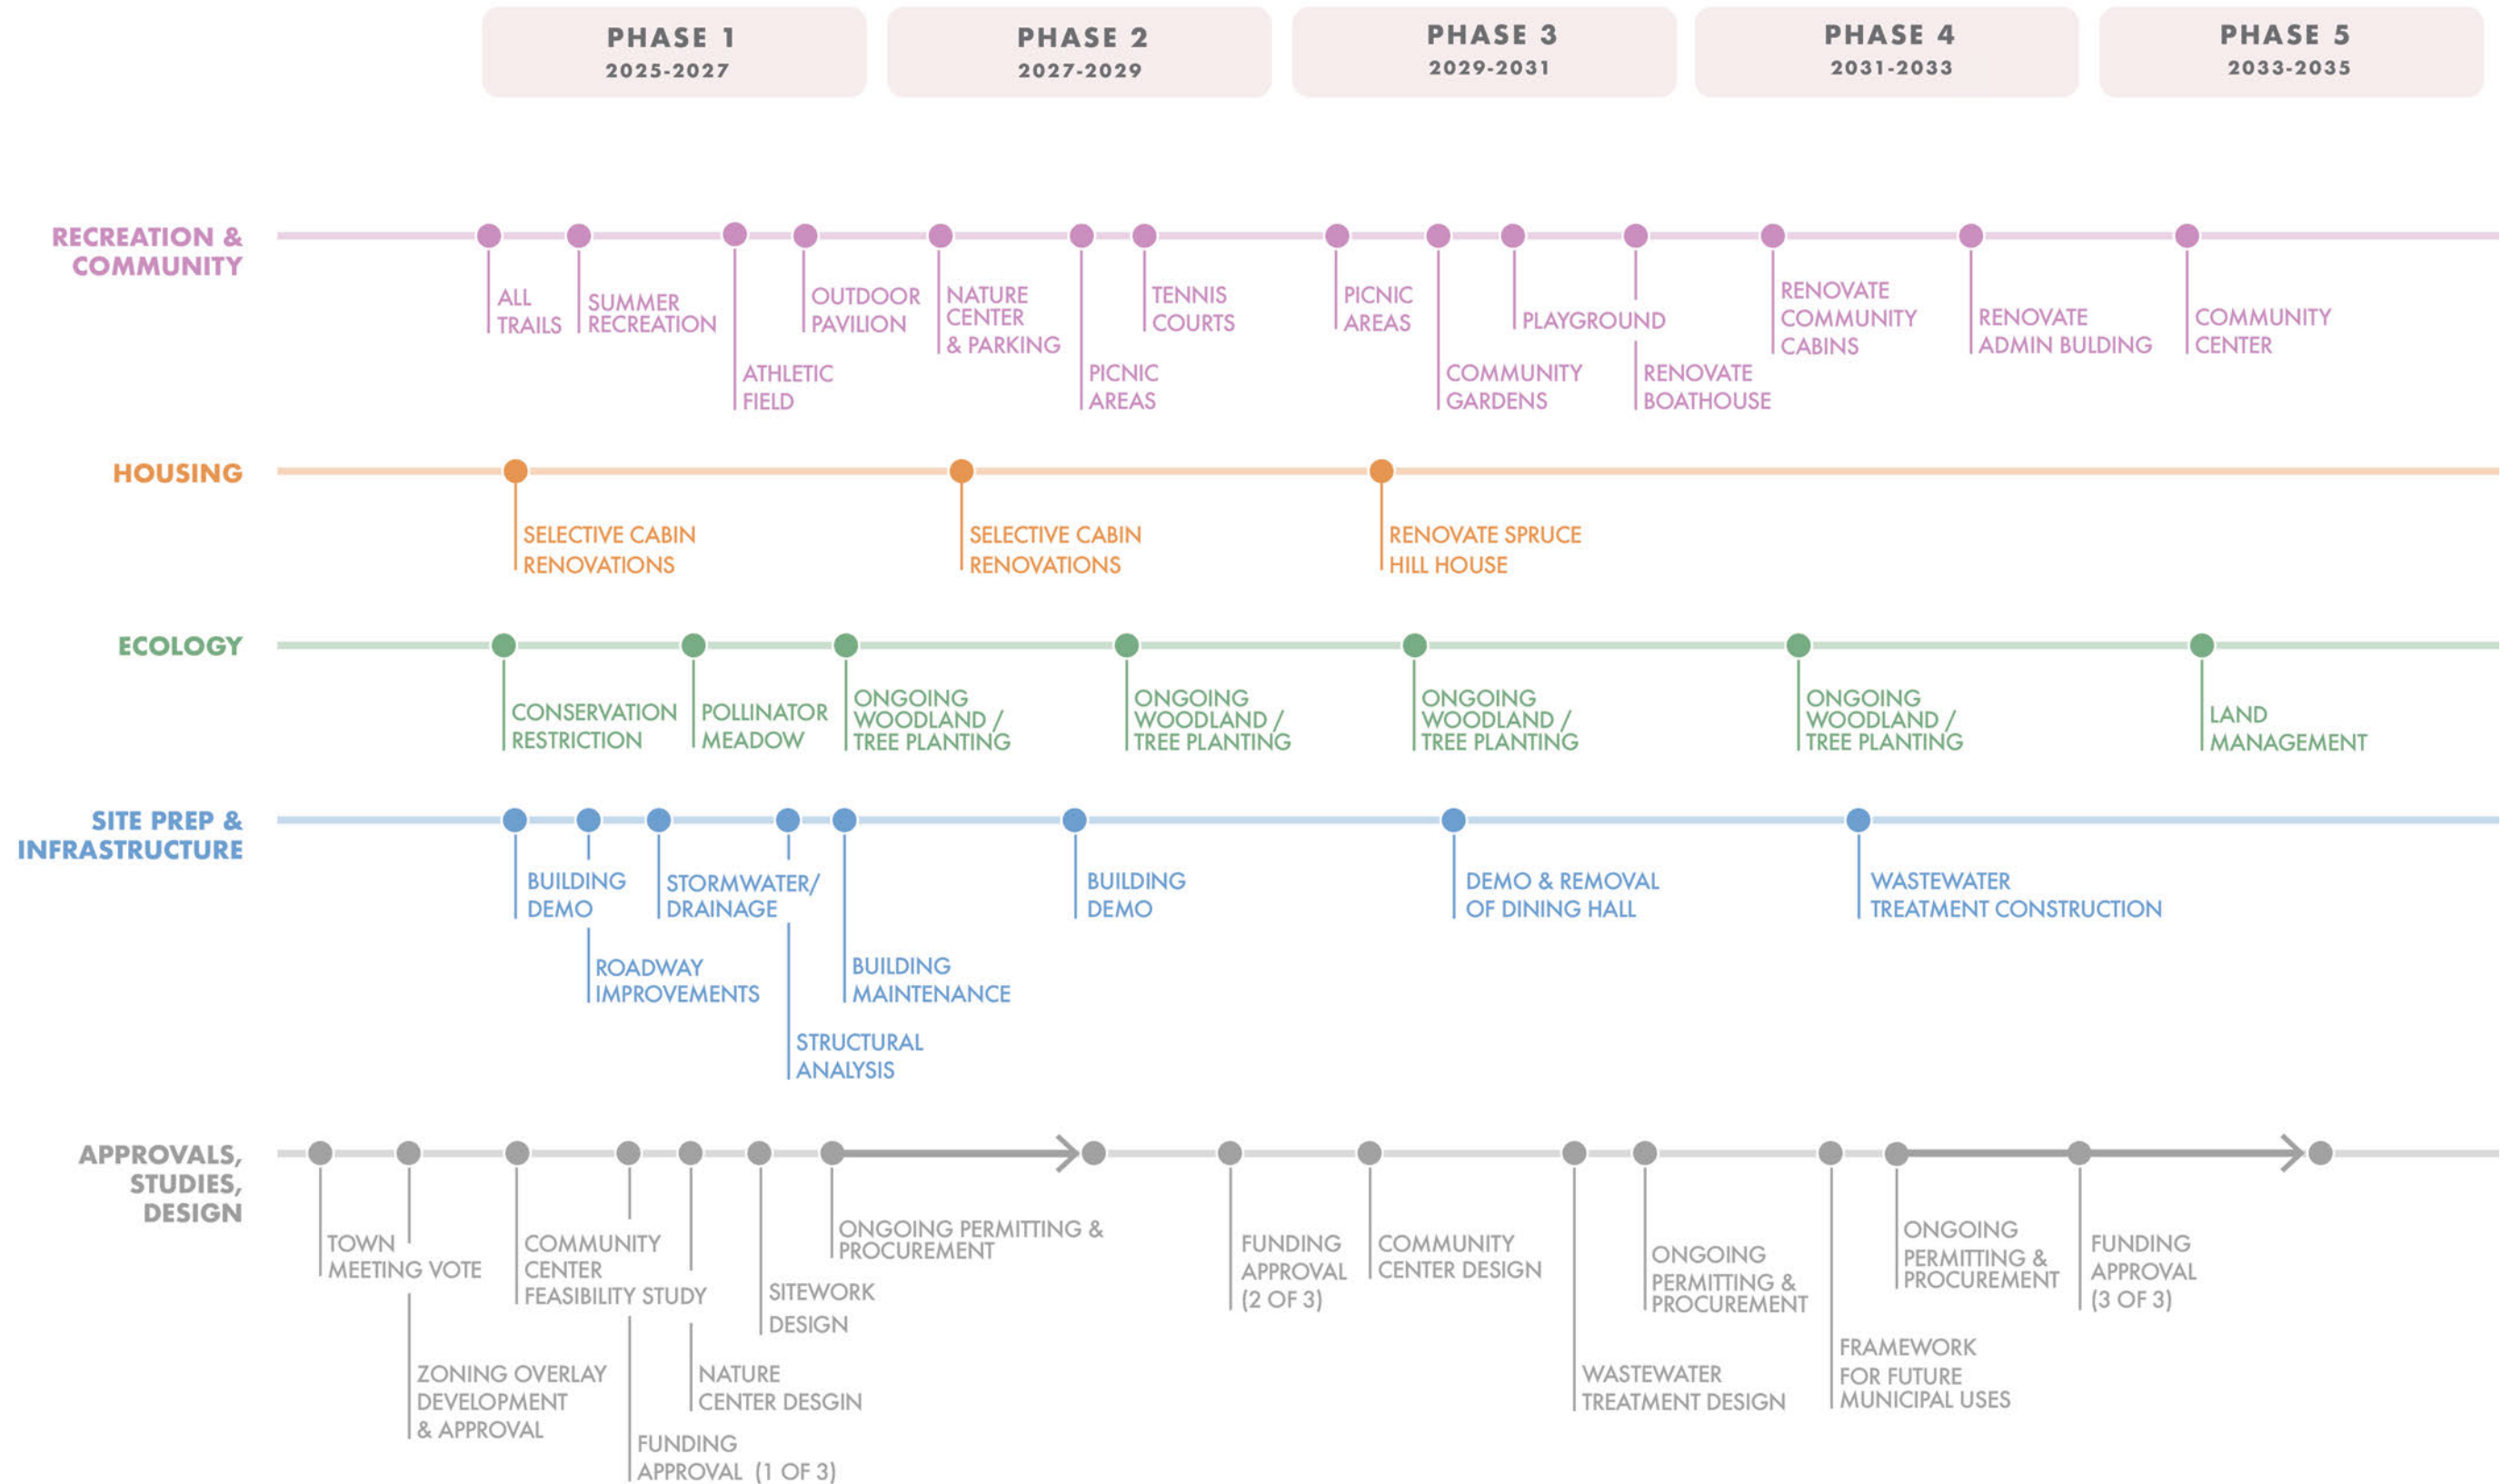 PHASE 1
2025-2027
PHASE 2
2027-2029
PHASE 3
2029-2031
PHASE 4
2031-2033
PHASE 5
2033-2035
RECREATION &
COMMUNITY
ALL
TRAILS
SUMMER
RECREATION
ATHLETIC
FIELD
OUTDOOR
PAVILION
NATURE
CENTER
& PARKING
PICNIC
AREAS
TENNIS
COURTS
PICNIC
AREAS
COMMUNITY
GARDENS
PLAYGROUND
RENOVATE
BOATHOUSE
RENOVATE
COMMUNITY
CABINS
RENOVATE
ADMIN BULDING
COMMUNITY
CENTER
HOUSING
SELECTIVE CABIN
RENOVATIONS
SELECTIVE CABIN
RENOVATIONS
RENOVATE SPRUCE
HILL HOUSE
ECOLOGY
CONSERVATION
RESTRICTION
POLLINATOR
MEADOW
ONGOING
WOODLAND /
TREE PLANTING
ONGOING
WOODLAND /
TREE PLANTING
ONGOING
WOODLAND /
TREE PLANTING
ONGOING
WOODLAND /
TREE PLANTING
LAND
MANAGEMENT
SITE PREP &
INFRASTRUCTURE
BUILDING
DEMO
ROADWAY
IMPROVEMENTS
STORMWATER/
DRAINAGE
STRUCTURAL
ANALYSIS
BUILDING
MAINTENANCE
BUILDING
DEMO
DEMO & REMOVAL
OF DINING HALL
WASTEWATER
TREATMENT CONSTRUCTION
APPROVALS,
STUDIES,
DESIGN
TOWN
MEETING VOTE
ZONING OVERLAY
DEVELOPMENT
& APPROVAL
COMMUNITY
CENTER
FEASIBILITY STUDY
FUNDING
APPROVAL (1 OF 3)
NATURE
CENTER DESGIN
SITEWORK
DESIGN
ONGOING PERMITTING &
PROCUREMENT
FUNDING
APPROVAL
(2 OF 3)
COMMUNITY
CENTER DESIGN
WASTEWATER
TREATMENT DESIGN
ONGOING
PERMITTING &
PROCUREMENT
FRAMEWORK
FOR FUTURE
MUNICIPAL USES
ONGOING
PERMITTING &
PROCUREMENT
FUNDING
APPROVAL
(3 OF 3)